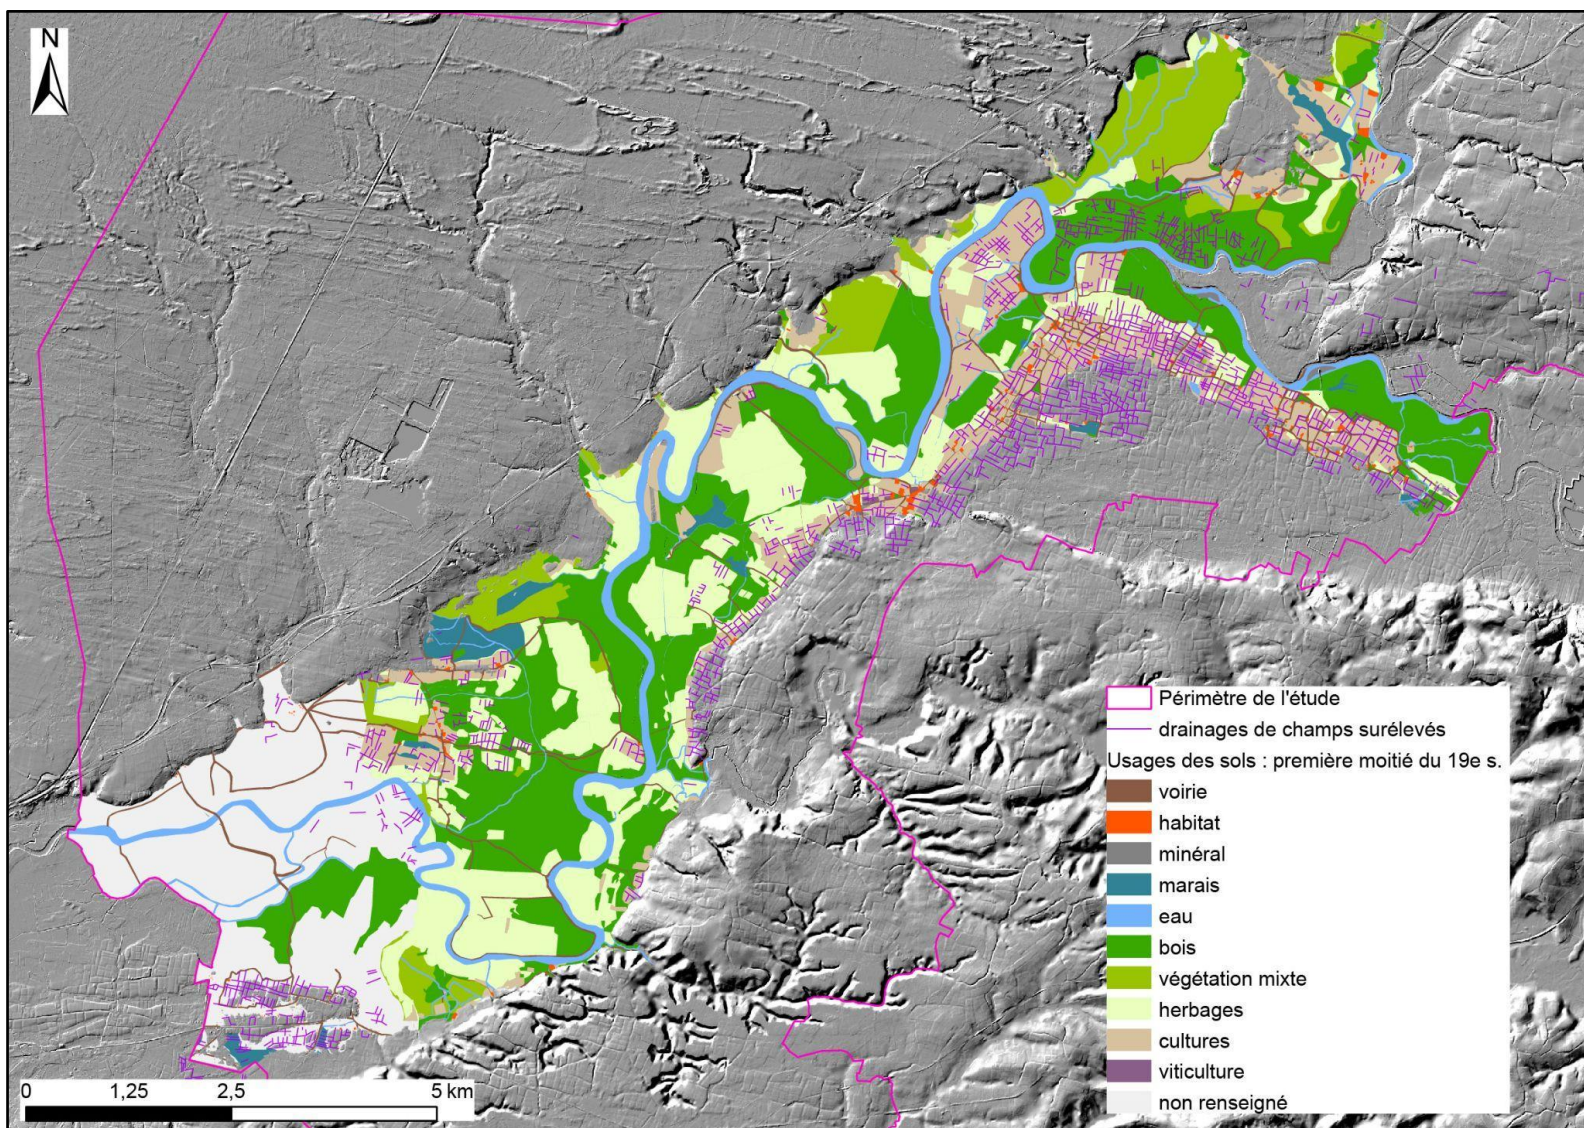 N
Périmètre de l'étude
drainages de champs surélevés
Usages des sols : première moitié du 19e s.
voirie
habitat
minéral
marais
eau
bois
végétation mixte
herbages
cultures
viticulture
non renseigné
0 1,25 2,5 5 km